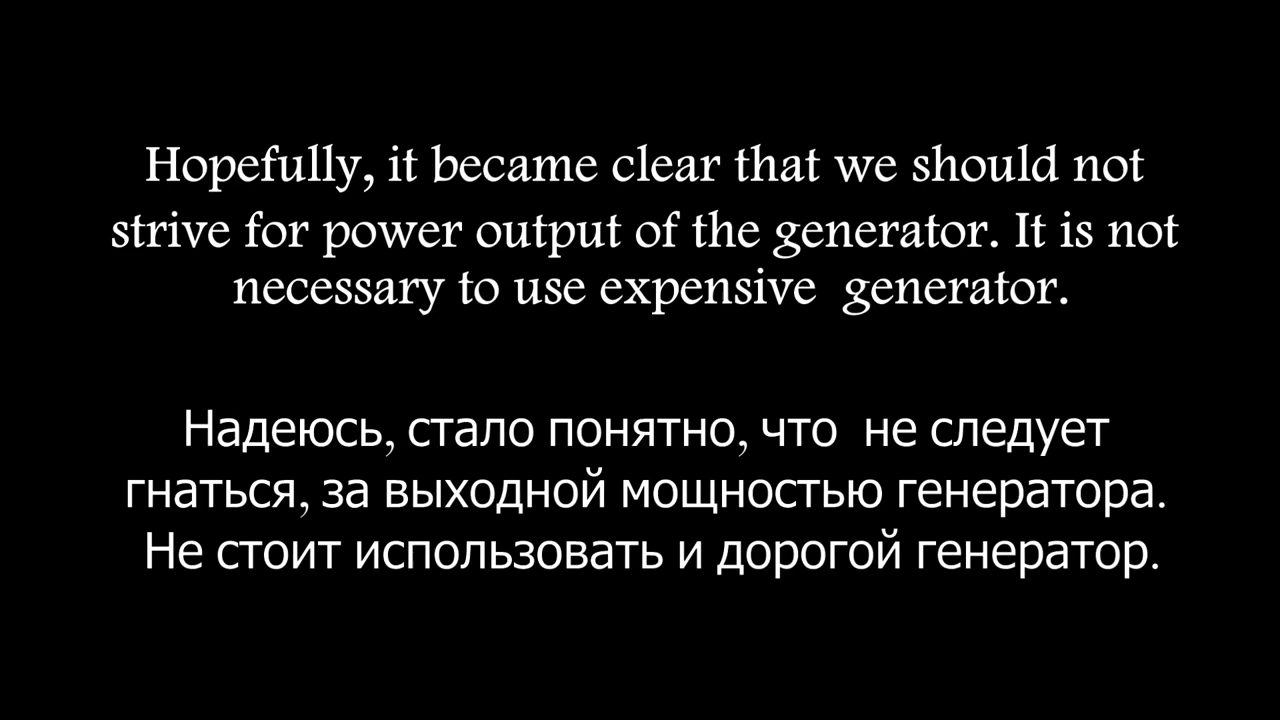 Hopefully, it became clear that we should not
strive for power output of the generator. It is not
necessary to use expensive  generator.
Надеюсь, стало понятно, что  не следует
гнаться, за выходной мощностью генератора.
Не стоит использовать и дорогой генератор.